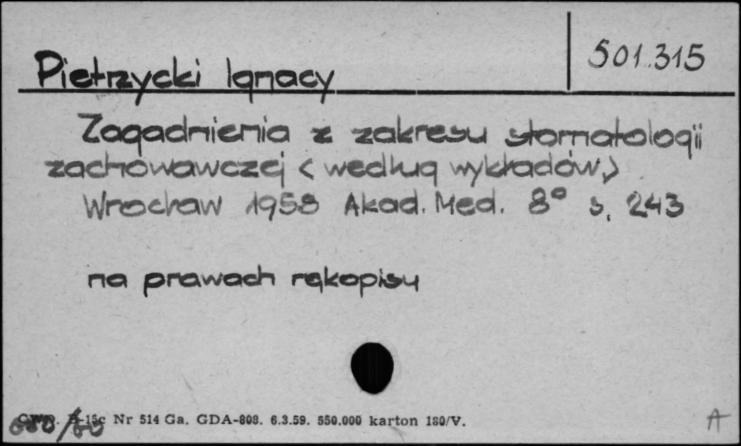 501.315
Pietrzycki Ignacy
Zagadnienia z zakresu stomatologii
zachowawczej (według wykładów)
Wrocław 1958 Akad. Med. 8° s. 243
na prawach rękopisu
Nr 514 Ga. GDA-808. 6.3.59. 550.000 karton 180/V.
A